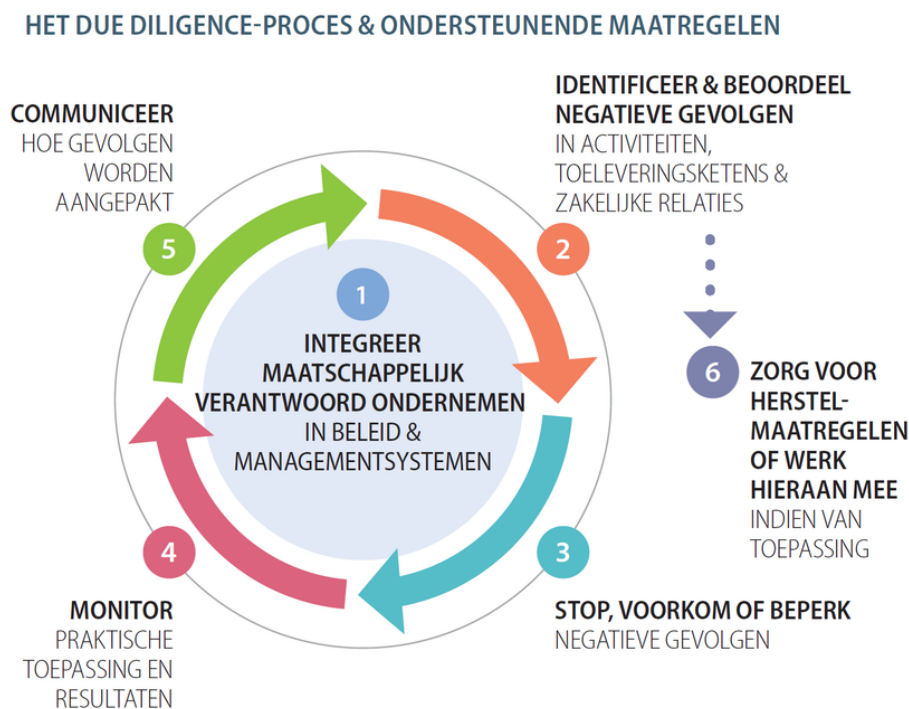 HET DUE DILIGENCE-PROCES & ONDERSTEUNENDE MAATREGELEN
1
INTEGREER
MAATSCHAPPELIJK
VERANTWOORD ONDERNEMEN
IN BELEID &
MANAGEMENTSYSTEMEN
2
IDENTIFICEER & BEOORDEEL
NEGATIEVE GEVOLGEN
IN ACTIVITEITEN,
TOELEVERINGSKETENS &
ZAKELIJKE RELATIES
3
STOP, VOORKOM OF BEPERK
NEGATIEVE GEVOLGEN
4
MONITOR
PRAKTISCHE
TOEPASSING EN
RESULTATEN
5
COMMUNICEER
HOE GEVOLGEN
WORDEN
AANGEPAKT
6
ZORG VOOR
HERSTEL-
MAATREGELEN
OF WERK
HIERAAN MEE
INDIEN VAN
TOEPASSING